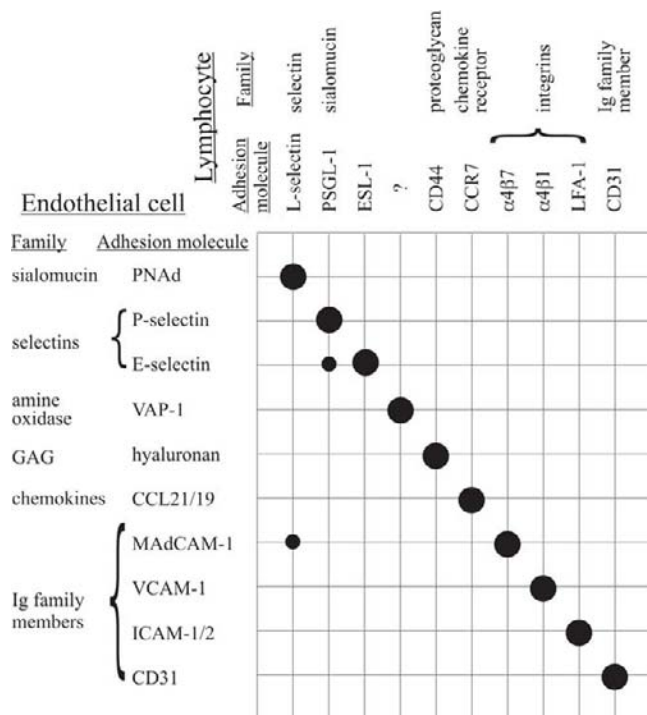 Lymphocyte
Family
selectin
sialomucin
proteoglycan
chemokine
receptor
integrins
Ig family
member
Adhesion
molecule
L-selectin
PSGL-1
ESL-1
?
CD44
CCR7
α4β7
α4β1
LFA-1
CD31
Endothelial cell
Family Adhesion molecule
sialomucin PNAd
selectins
P-selectin
E-selectin
amine
oxidase
VAP-1
GAG hyaluronan
chemokines CCL21/19
Ig family
members
MAdCAM-1
VCAM-1
ICAM-1/2
CD31